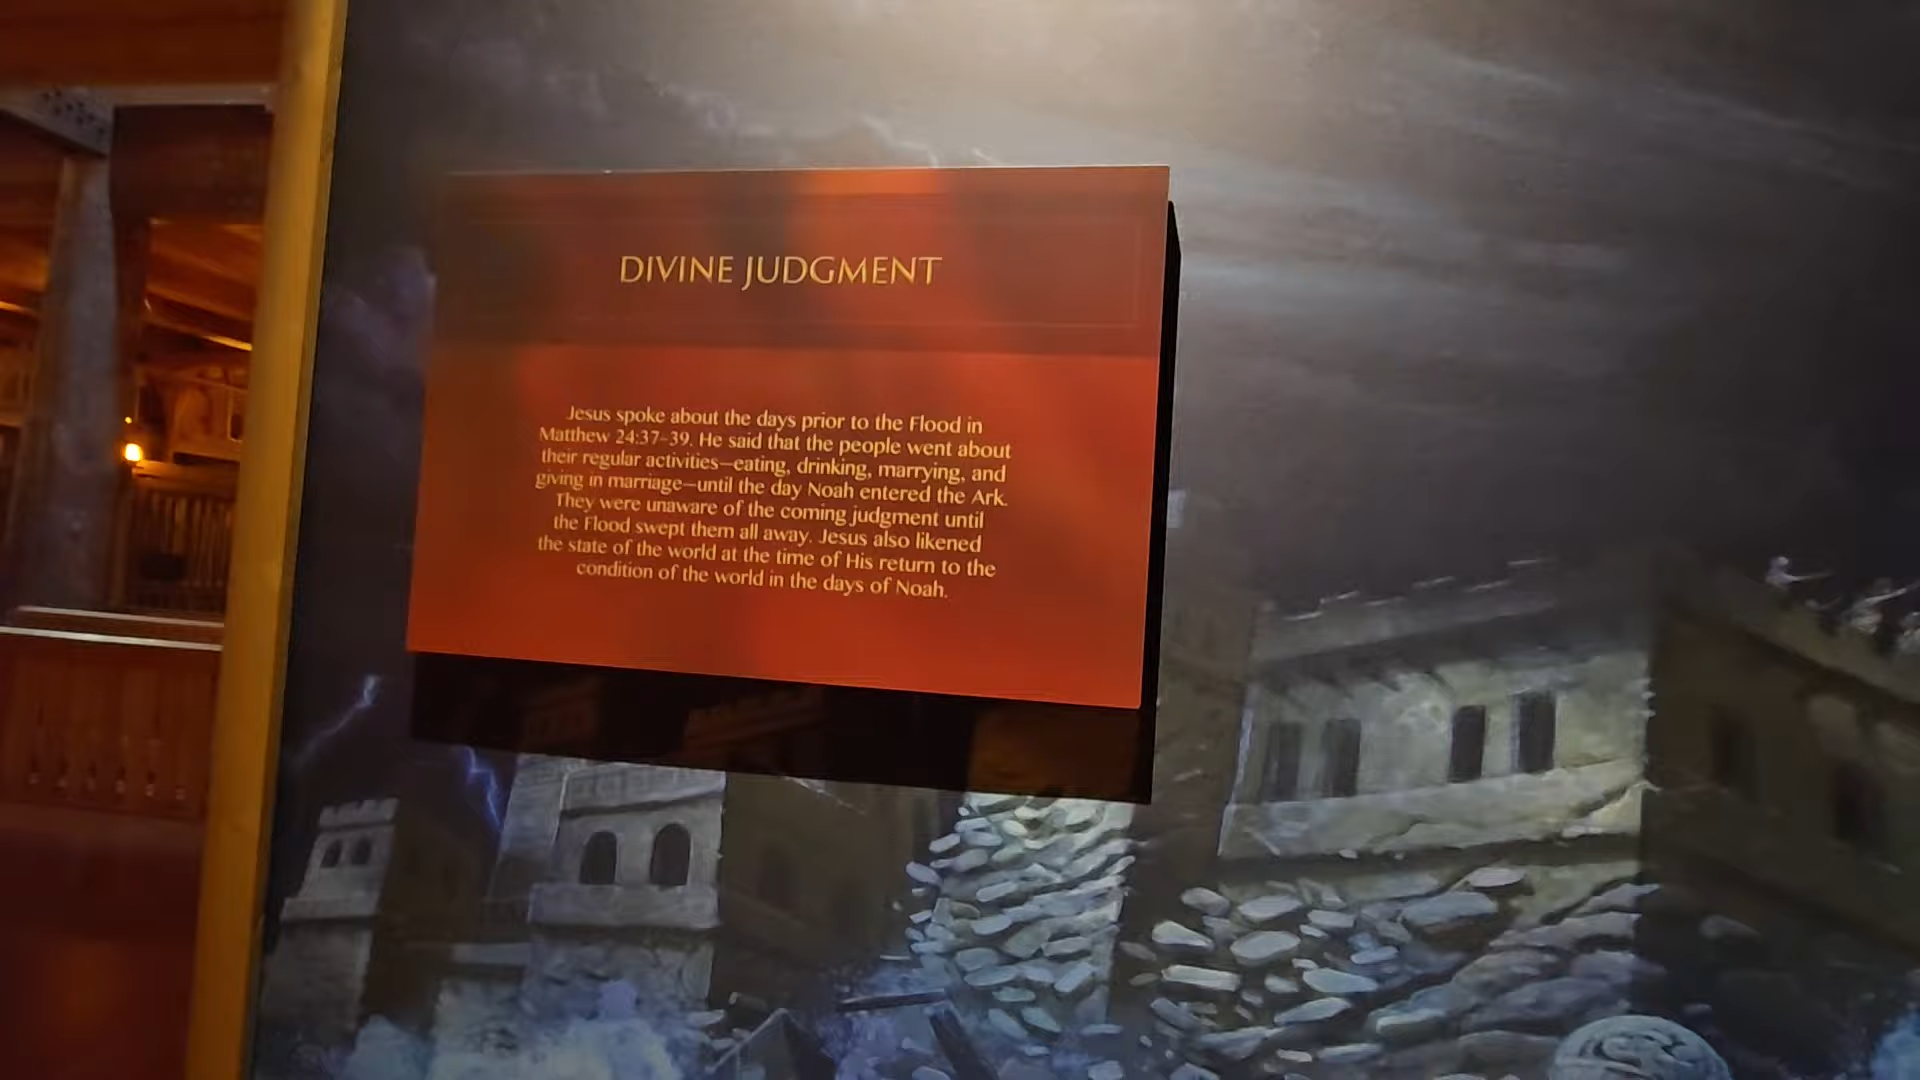 DIVINE JUDGMENT
Jesus spoke about the days prior to the Flood in
Matthew 24:37–39. He said that the people went about
their regular activities—eating, drinking, marrying, and
giving in marriage—until the day Noah entered the Ark.
They were unaware of the coming judgment until
the Flood swept them all away. Jesus also likened
the state of the world at the time of His return to the
condition of the world in the days of Noah.